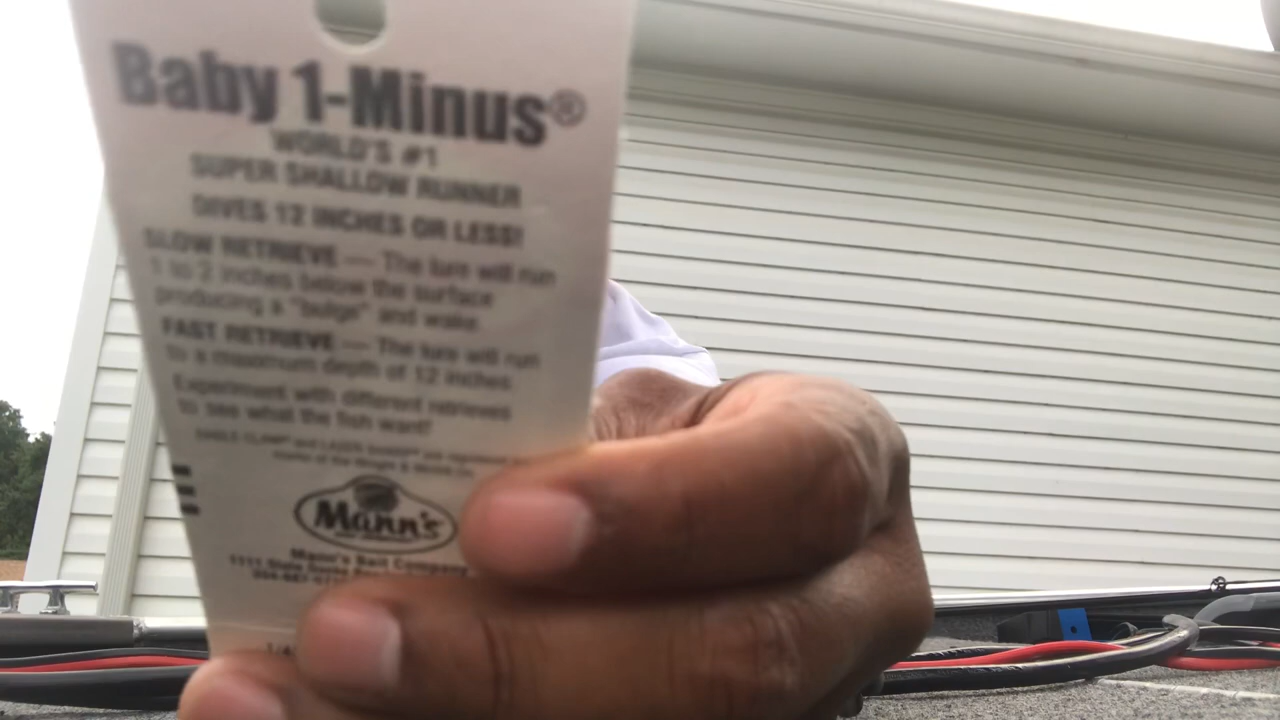 Baby 1-Minus®
WORLD'S #1
SUPER SHALLOW RUNNER
DIVES 12 INCHES OR LESS!
SLOW RETRIEVE — The lure will run
1 to 2 inches below the surface
producing a "bulge" and wake.
FAST RETRIEVE — The lure will run
to a maximum depth of 12 inches
Experiment with different retrieves
to see what the fish want!
Mann's
Mann's Bait Company
1/4